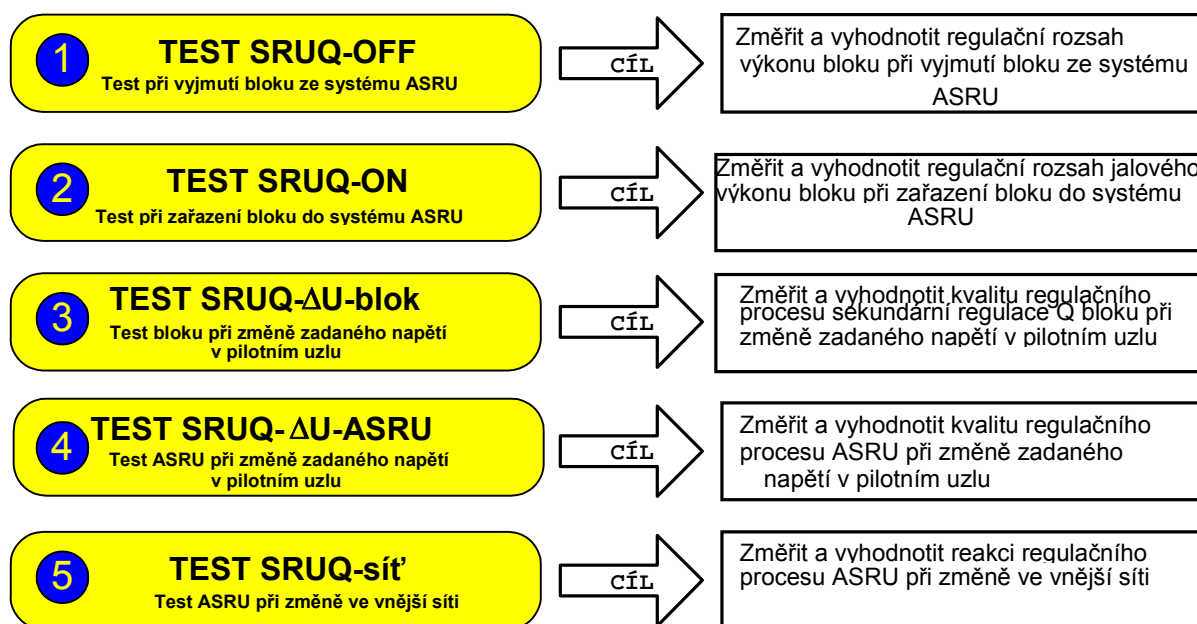 1
TEST SRUQ-OFF
Test při vyjmutí bloku ze systému ASRU
CÍL
Změřit a vyhodnotit regulační rozsah
výkonu bloku při vyjmutí bloku ze systému
ASRU
2
TEST SRUQ-ON
Test při zařazení bloku do systému ASRU
CÍL
Změřit a vyhodnotit regulační rozsah jalového
výkonu bloku při zařazení bloku do systému
ASRU
3
TEST SRUQ-ΔU-blok
Test bloku při změně zadaného napětí
v pilotním uzlu
CÍL
Změřit a vyhodnotit kvalitu regulačního
procesu sekundární regulace Q bloku při
změně zadaného napětí v pilotním uzlu
4
TEST SRUQ- ΔU-ASRU
Test ASRU při změně zadaného napětí
v pilotním uzlu
CÍL
Změřit a vyhodnotit kvalitu regulačního
procesu ASRU při změně zadaného
napětí v pilotním uzlu
5
TEST SRUQ-síť
Test ASRU při změně ve vnější síti
CÍL
Změřit a vyhodnotit reakci regulačního
procesu ASRU při změně ve vnější síti